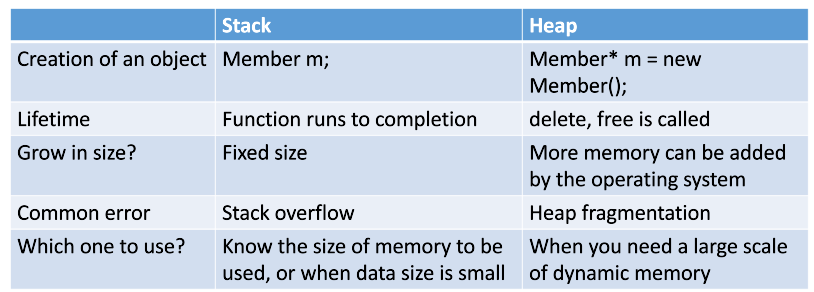 Stack Heap
Creation of an object Member m; Member* m = new
Member();
Lifetime Function runs to completion delete, free is called
Grow in size? Fixed size More memory can be added
by the operating system
Common error Stack overflow Heap fragmentation
Which one to use? Know the size of memory to be When you need a large scale
used, or when data size is small of dynamic memory